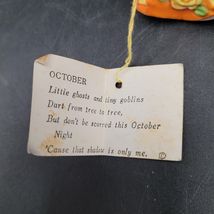 OCTOBER
Little ghosts and tiny goblins
Dart from tree to tree,
But don't be scarred this October
Night
'Cause that shadow is only me. ©